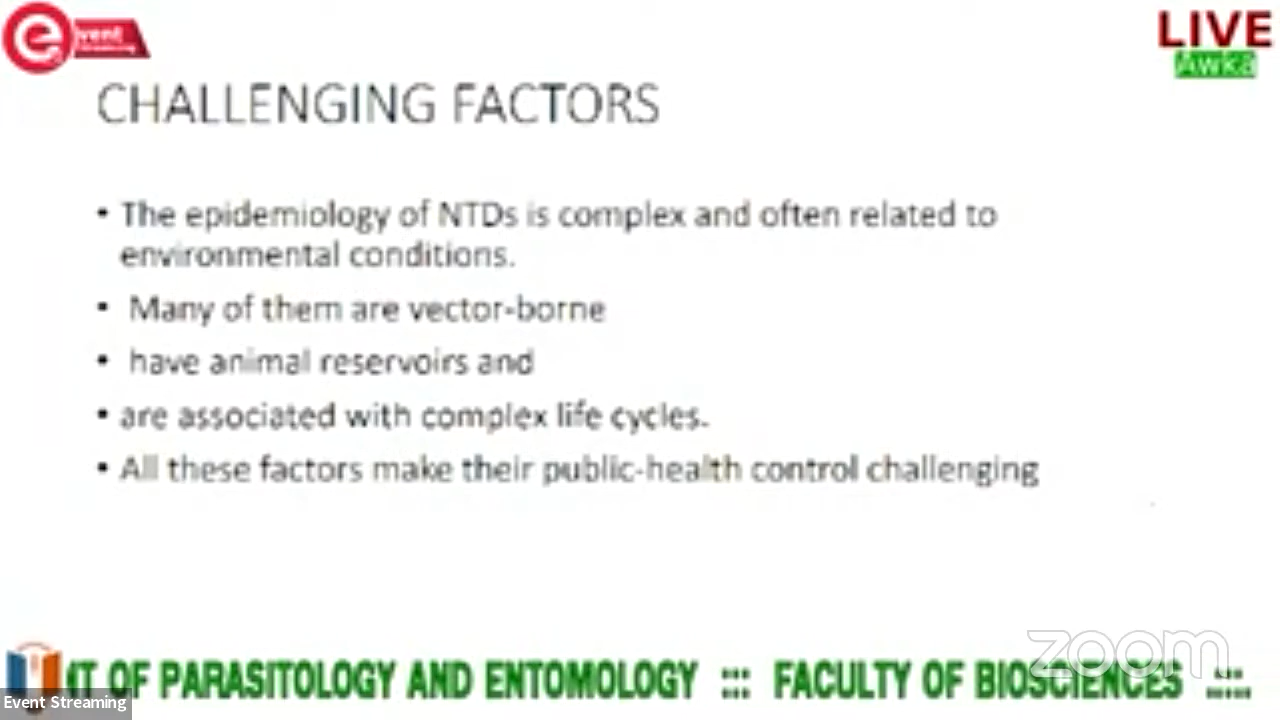 event
Streaming
LIVE
Awka
CHALLENGING FACTORS
• The epidemiology of NTDs is complex and often related to
environmental conditions.
• Many of them are vector-borne
• have animal reservoirs and
• are associated with complex life cycles.
• All these factors make their public-health control challenging
zoom
OF PARASITOLOGY AND ENTOMOLOGY ::: FACULTY OF BIOSCIENCES :::
Event Streaming